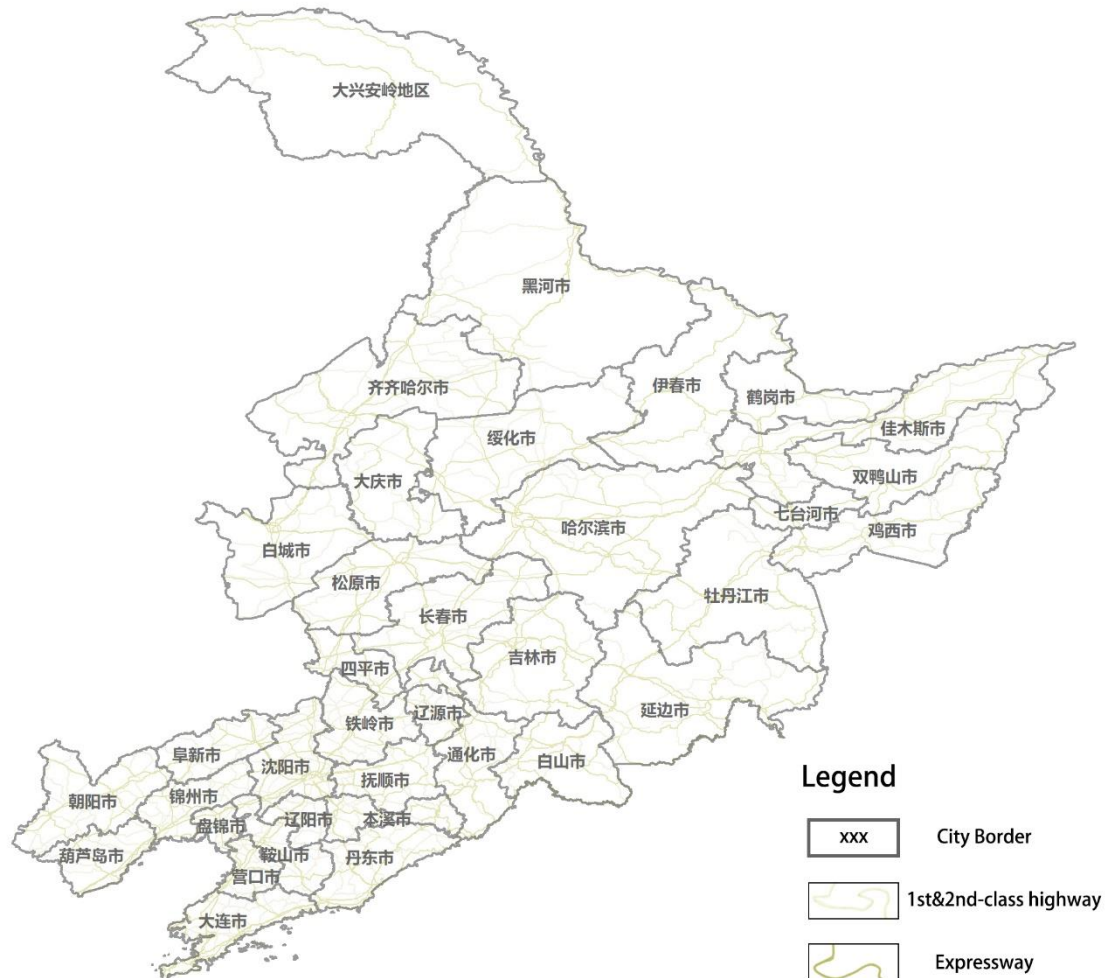 大兴安岭地区
黑河市
齐齐哈尔市
伊春市
鹤岗市
佳木斯市
绥化市
双鸭山市
大庆市
七台河市
哈尔滨市
鸡西市
白城市
松原市
牡丹江市
长春市
吉林市
四平市
延边市
辽源市
铁岭市
阜新市
沈阳市
通化市
白山市
抚顺市
朝阳市
锦州市
盘锦市
辽阳市
本溪市
葫芦岛市
鞍山市
丹东市
营口市
大连市
Legend
xxx City Border
1st&2nd-class highway
Expressway